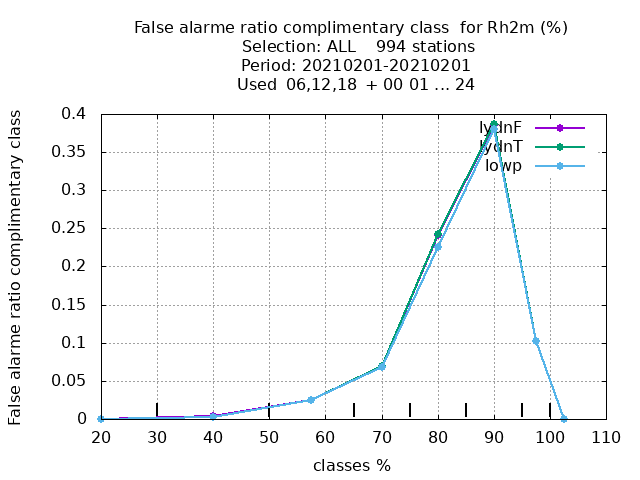 False alarme ratio complimentary class  for Rh2m (%)
Selection: ALL    994 stations
Period: 20210201-20210201
Used  06,12,18  + 00 01 ... 24
False alarme ratio complimentary class
0.4
0.35
0.3
0.25
0.2
0.15
0.1
0.05
0
lydnF
lydnT
lowp
20 30 40 50 60 70 80 90 100 110
classes %